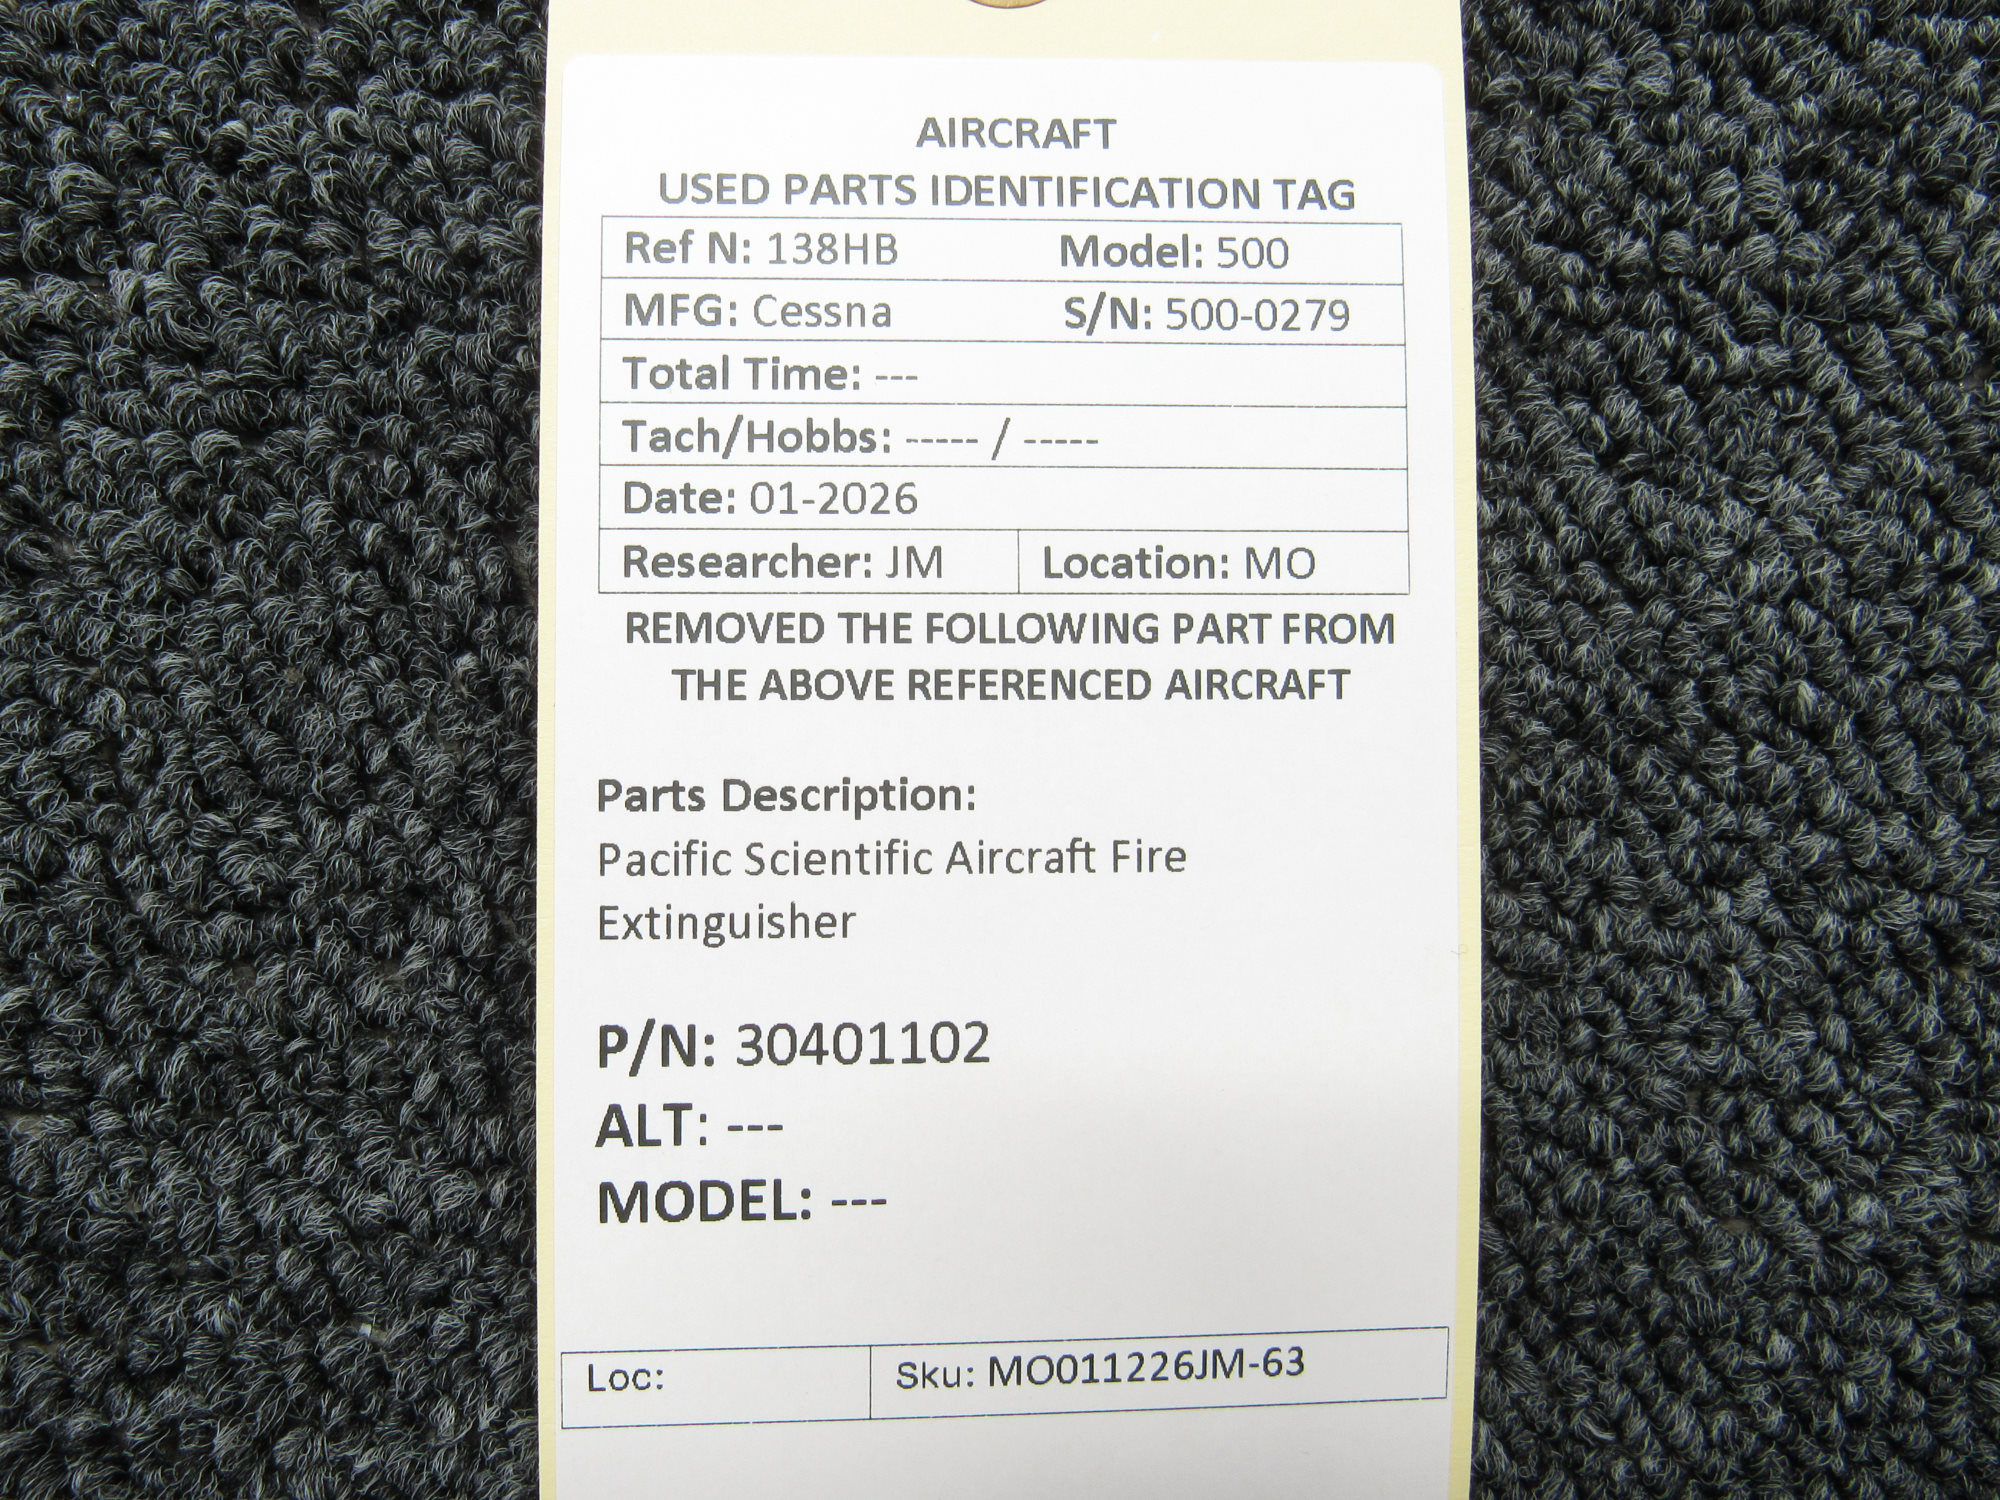 AIRCRAFT
USED PARTS IDENTIFICATION TAG
Ref N: 138HB Model: 500
MFG: Cessna S/N: 500-0279
Total Time: ---
Tach/Hobbs: ----- / -----
Date: 01-2026
Researcher: JM Location: MO
REMOVED THE FOLLOWING PART FROM
THE ABOVE REFERENCED AIRCRAFT
Parts Description:
Pacific Scientific Aircraft Fire
Extinguisher
P/N: 30401102
ALT: ---
MODEL: ---
Loc: Sku: MO011226JM-63